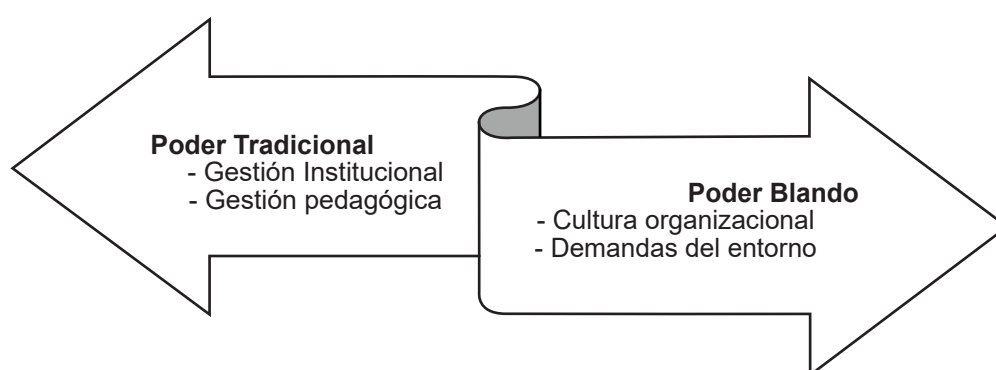 Poder Tradicional
- Gestión Institucional
- Gestión pedagógica
Poder Blando
- Cultura organizacional
- Demandas del entorno